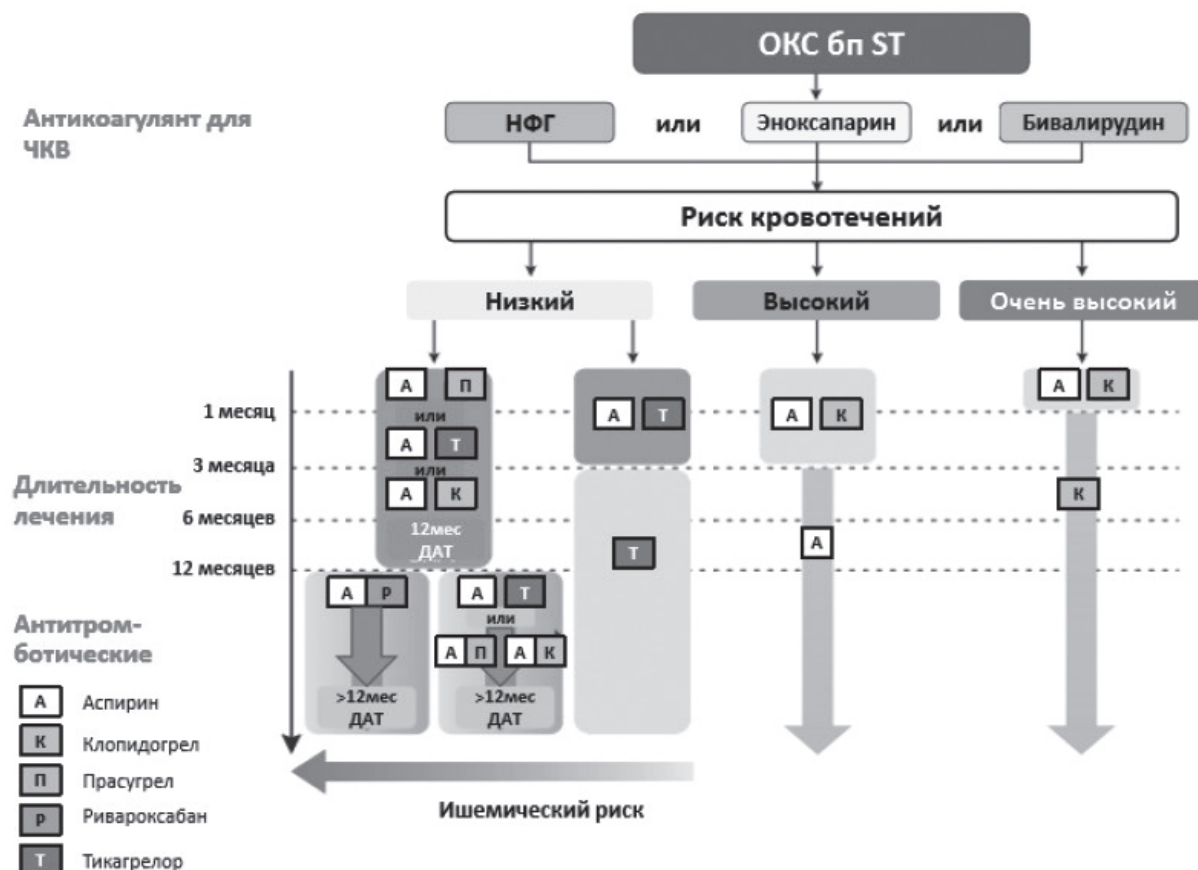 ОКС бп ST
Антикоагулянт для
ЧКВ
НФГ
или
Эноксапарин
или
Бивалирудин
Риск кровотечений
Низкий
Высокий
Очень высокий
А П
или
А Т
или
А К
12мес
ДАТ
А Т
А К
А К
1 месяц
3 месяца
6 месяцев
12 месяцев
Длительность
лечения
Т
А
К
А Р
>12мес
ДАТ
А Т
или
А П А К
>12мес
ДАТ
Ишемический риск
Антитром-
ботические
А Аспирин
К Клопидогрел
П Прасугрел
Р Ривароксабан
Т Тикагрелор